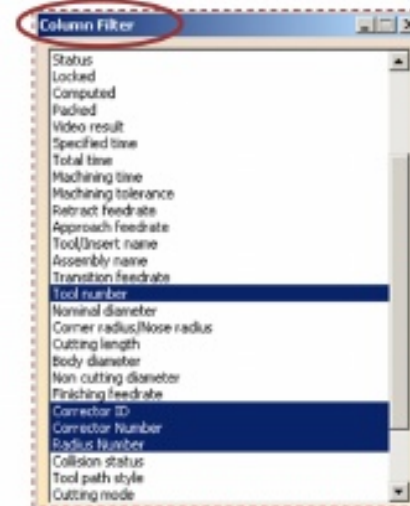 Column Filter
Status
Locked
Computed
Packed
Video result
Specified time
Total time
Machining time
Machining tolerance
Retract feedrate
Approach feedrate
Tool/Insert name
Assembly name
Transition feedrate
Tool number
Nominal diameter
Corner radius/Nose radius
Cutting length
Body diameter
Non cutting diameter
Finishing feedrate
Corrector ID
Corrector Number
Radius Number
Collision status
Tool path style
Cutting mode